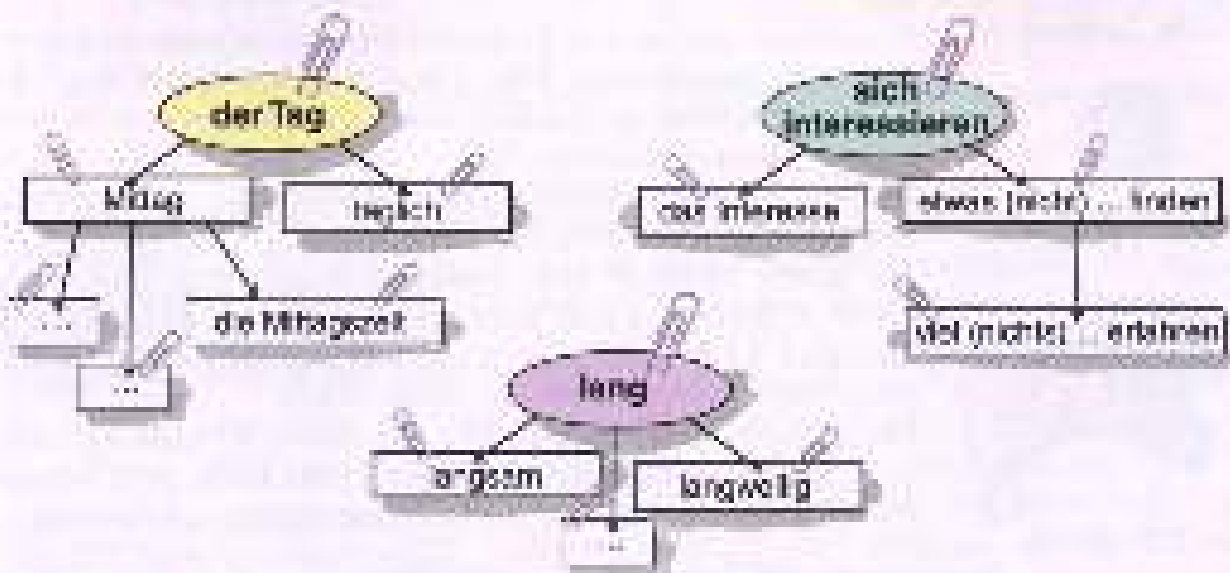 der Tag
Mittag
täglich
...
die Mittagszeit
...
sich
interessieren
das Interesse
etwas (nicht) ... finden
viel (nichts) ... erfahren
lang
langsam
langweilig
...